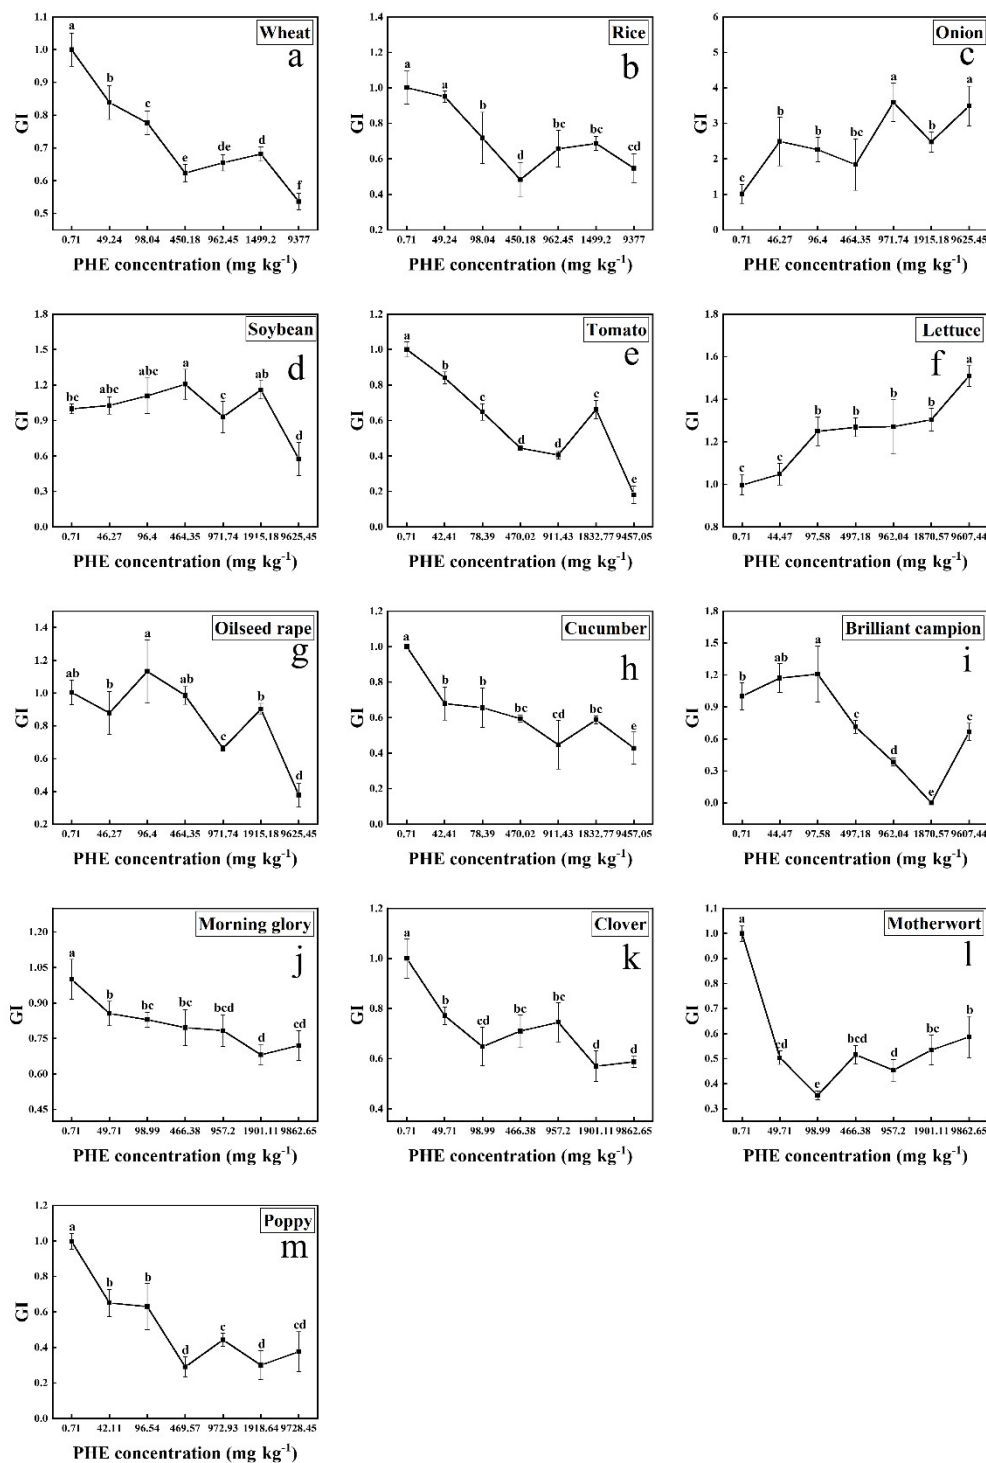 Wheat
a
GI
1.1
1.0
0.8
0.6
0.5
a b c e de d f
0.71 49.24 98.04 450.18 962.45 1499.2 9377
PHE concentration (mg kg⁻¹)
Rice
b
GI
1.4
1.2
1.0
0.8
0.6
0.4
0.2
a a b d bc bc cd
0.71 49.24 98.04 450.18 962.45 1499.2 9377
PHE concentration (mg kg⁻¹)
Onion
c
GI
6
5
4
3
2
1
0
c b b bc a b a
0.71 46.27 96.4 464.35 971.74 1915.18 9625.45
PHE concentration (mg kg⁻¹)
Soybean
d
GI
1.8
1.5
1.2
0.9
0.6
0.3
0.0
bc abc abc a c ab d
0.71 46.27 96.4 464.35 971.74 1915.18 9625.45
PHE concentration (mg kg⁻¹)
Tomato
e
GI
1.2
1.0
0.8
0.6
0.4
0.2
0.0
a b c d d c e
0.71 42.41 78.39 470.02 911.43 1832.77 9457.05
PHE concentration (mg kg⁻¹)
Lettuce
f
GI
1.8
1.6
1.4
1.2
1.0
0.8
c c b b b b a
0.71 44.47 97.58 497.18 962.04 1870.57 9607.44
PHE concentration (mg kg⁻¹)
Oilseed rape
g
GI
1.4
1.2
1.0
0.8
0.6
0.4
0.2
ab b a ab c b d
0.71 46.27 96.4 464.35 971.74 1915.18 9625.45
PHE concentration (mg kg⁻¹)
Cucumber
h
GI
1.2
1.0
0.8
0.6
0.4
0.2
0.0
a b b bc cd bc e
0.71 42.41 78.39 470.02 911.43 1832.77 9457.05
PHE concentration (mg kg⁻¹)
Brilliant campion
i
GI
1.8
1.5
1.2
0.9
0.6
0.3
0.0
b ab a c d e c
0.71 44.47 97.58 497.18 962.04 1870.57 9607.44
PHE concentration (mg kg⁻¹)
Morning glory
j
GI
1.20
1.05
0.90
0.75
0.60
0.45
a b bc bc bcd d cd
0.71 49.71 98.99 466.38 957.2 1901.11 9862.65
PHE concentration (mg kg⁻¹)
Clover
k
GI
1.2
1.0
0.8
0.6
0.4
a b cd bc bc d d
0.71 49.71 98.99 466.38 957.2 1901.11 9862.65
PHE concentration (mg kg⁻¹)
Motherwort
l
GI
1.1
1.0
0.9
0.8
0.7
0.6
0.5
0.4
0.3
a cd e bcd d bc b
0.71 49.71 98.99 466.38 957.2 1901.11 9862.65
PHE concentration (mg kg⁻¹)
Poppy
m
GI
1.2
1.0
0.8
0.6
0.4
0.2
0.0
a b b d c d cd
0.71 42.11 96.54 469.57 972.93 1918.64 9728.45
PHE concentration (mg kg⁻¹)